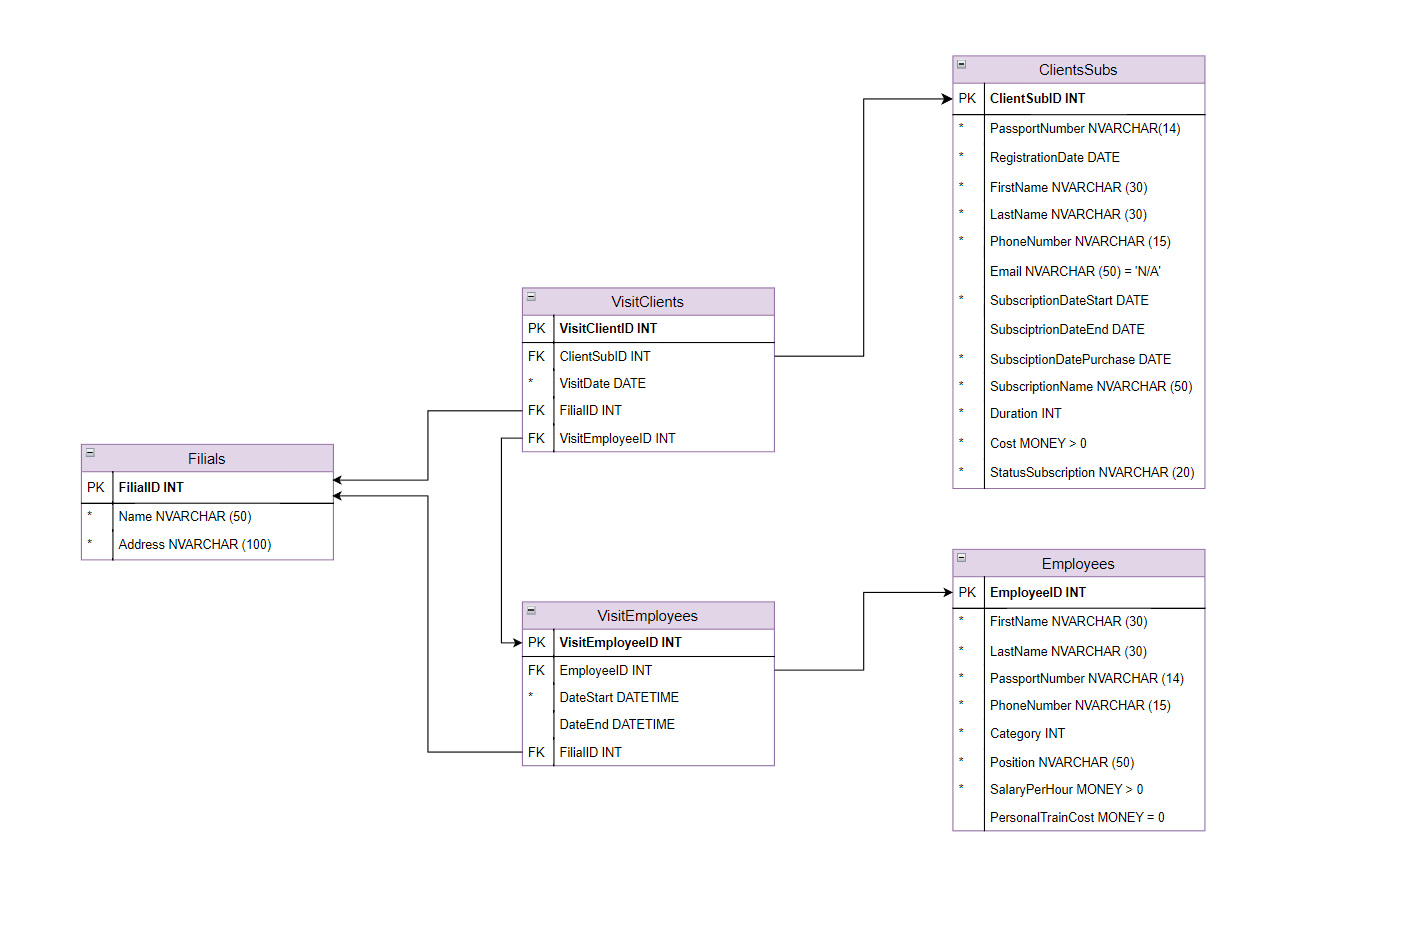 ClientsSubs
PK ClientSubID INT
* PassportNumber NVARCHAR(14)
* RegistrationDate DATE
* FirstName NVARCHAR (30)
* LastName NVARCHAR (30)
* PhoneNumber NVARCHAR (15)
Email NVARCHAR (50) = 'N/A'
* SubscriptionDateStart DATE
SubsciptrionDateEnd DATE
* SubsciptionDatePurchase DATE
* SubscriptionName NVARCHAR (50)
* Duration INT
* Cost MONEY > 0
* StatusSubscription NVARCHAR (20)
VisitClients
PK VisitClientID INT
FK ClientSubID INT
* VisitDate DATE
FK FilialID INT
FK VisitEmployeeID INT
Filials
PK FilialID INT
* Name NVARCHAR (50)
* Address NVARCHAR (100)
VisitEmployees
PK VisitEmployeeID INT
FK EmployeeID INT
* DateStart DATETIME
DateEnd DATETIME
FK FilialID INT
Employees
PK EmployeeID INT
* FirstName NVARCHAR (30)
* LastName NVARCHAR (30)
* PassportNumber NVARCHAR (14)
* PhoneNumber NVARCHAR (15)
* Category INT
* Position NVARCHAR (50)
* SalaryPerHour MONEY > 0
PersonalTrainCost MONEY = 0